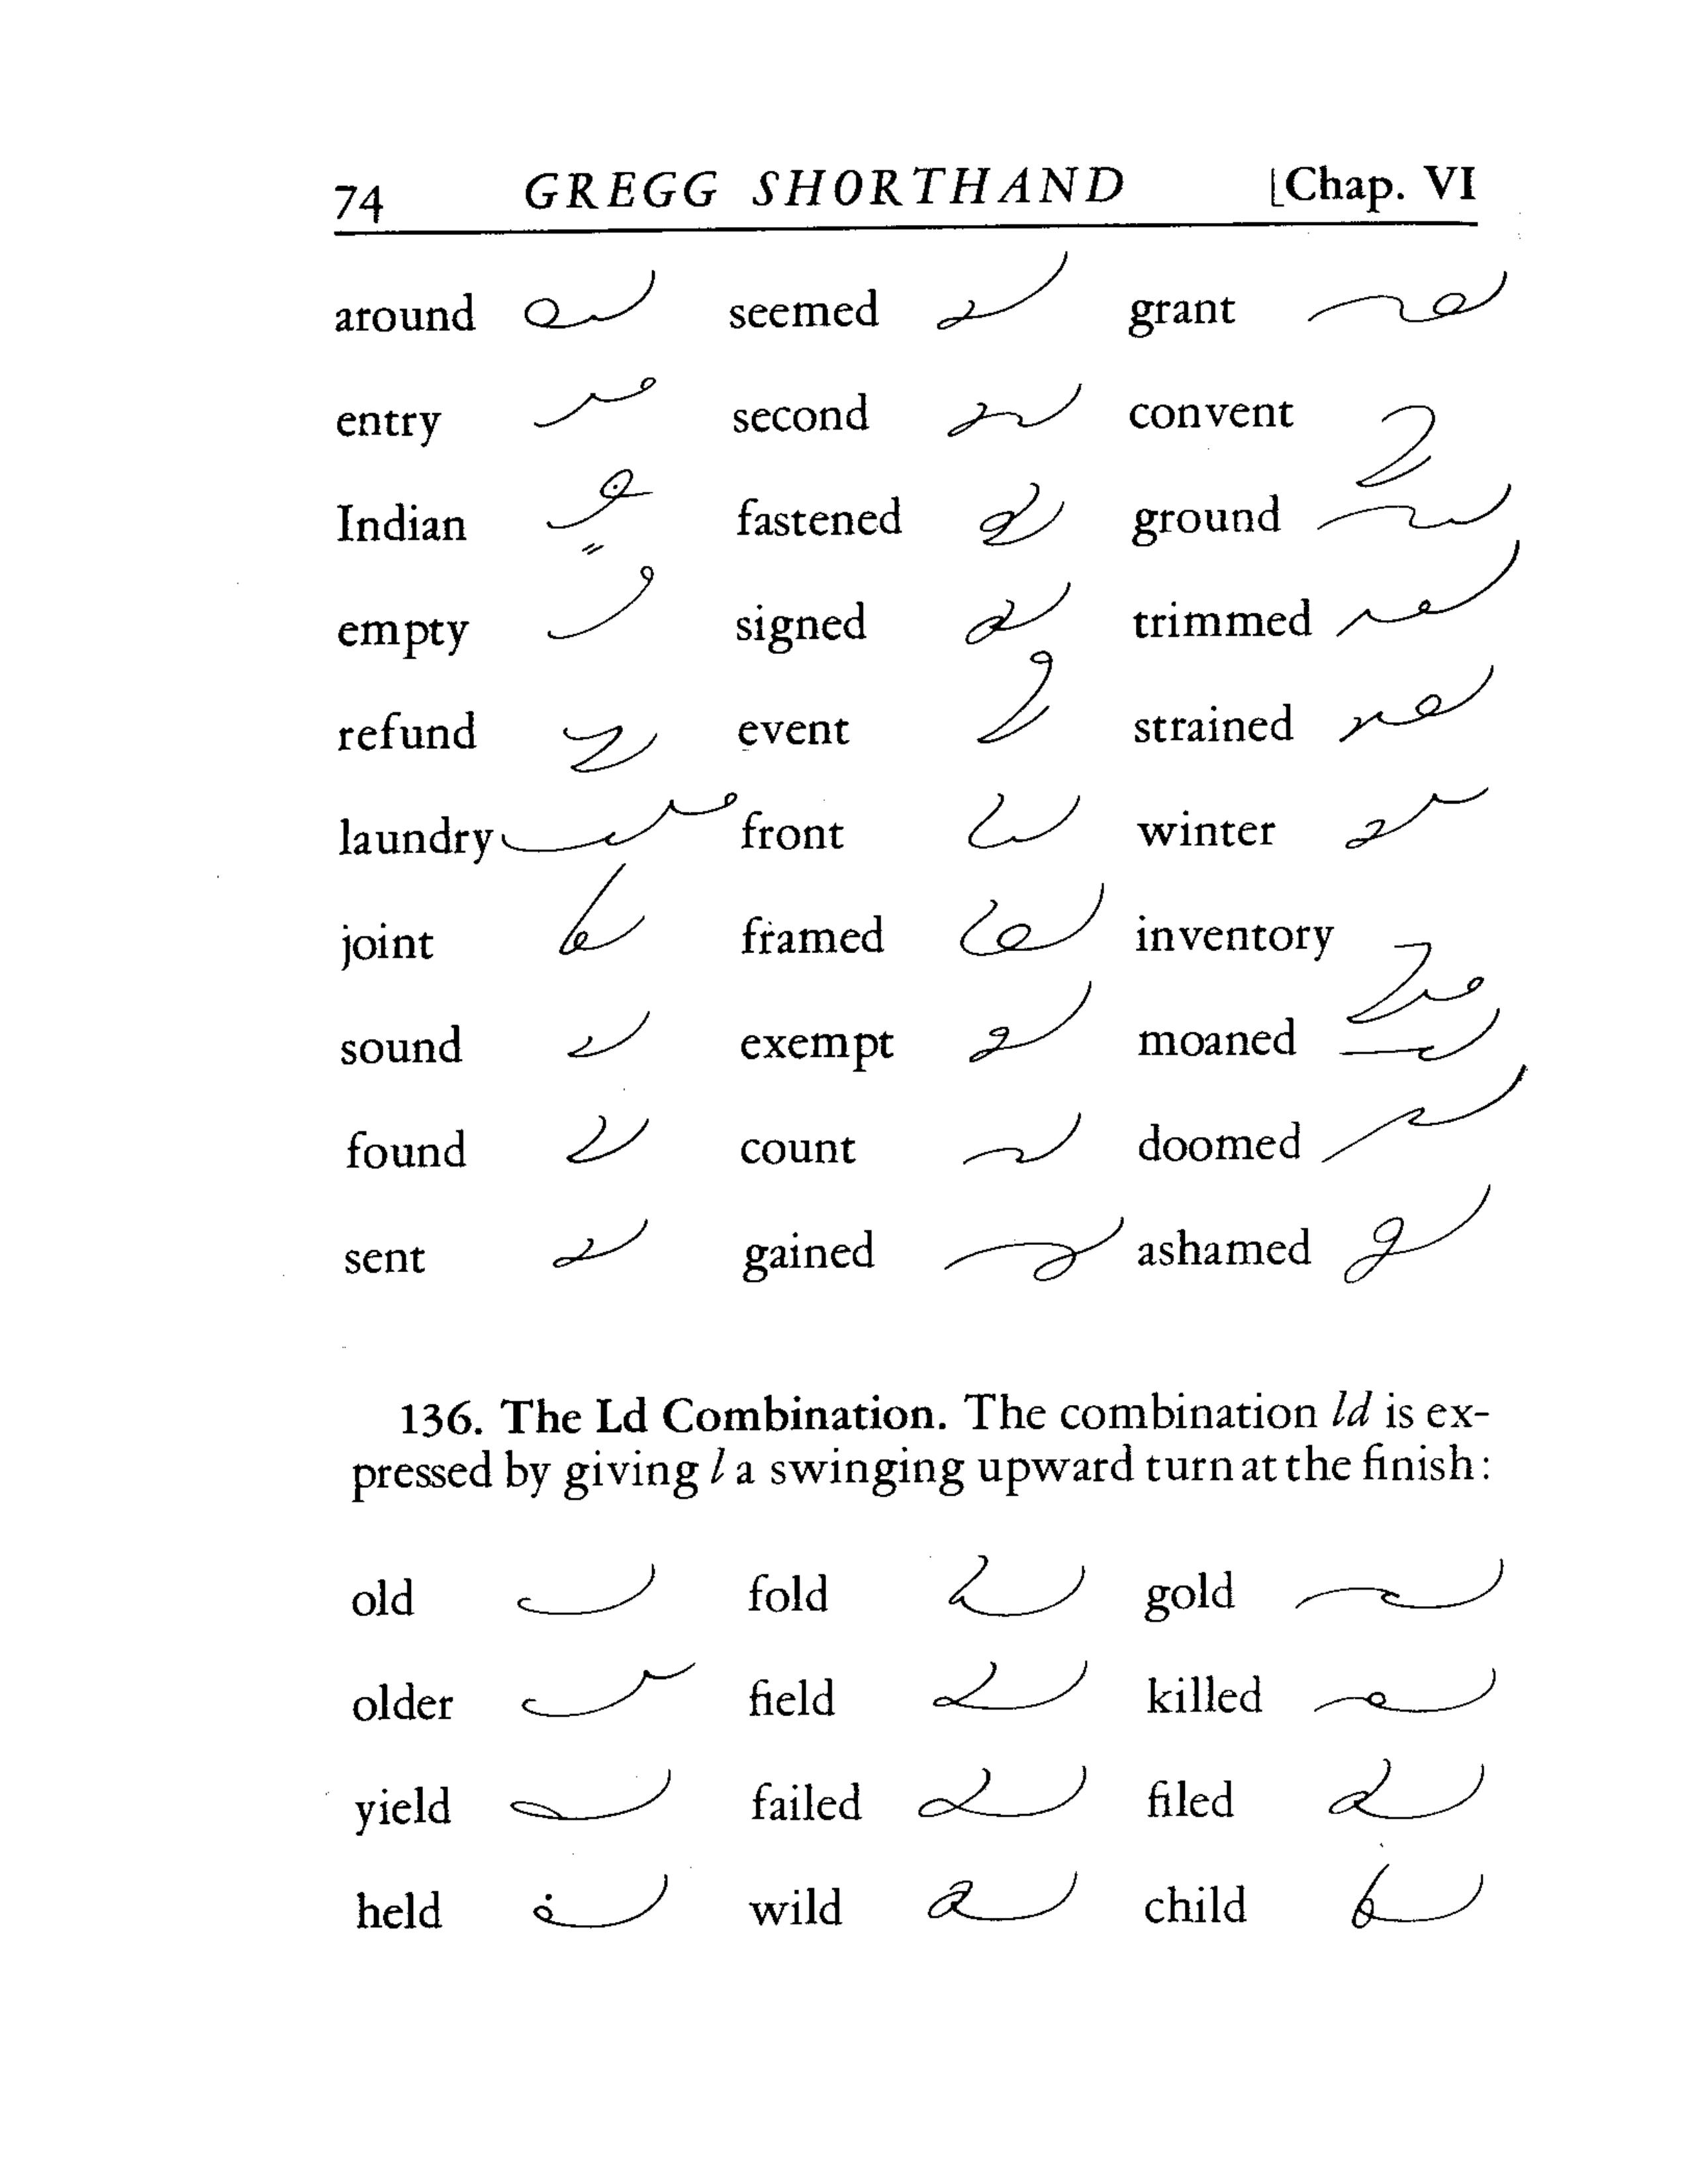 74 GREGG SHORTHAND [Chap. VI
around seemed grant
entry second convent
Indian fastened ground
empty signed trimmed
refund event strained
laundry front winter
joint framed inventory
sound exempt moaned
found count doomed
sent gained ashamed
136. The Ld Combination. The combination ld is ex-
pressed by giving l a swinging upward turn at the finish:
old fold gold
older field killed
yield failed filed
held wild child